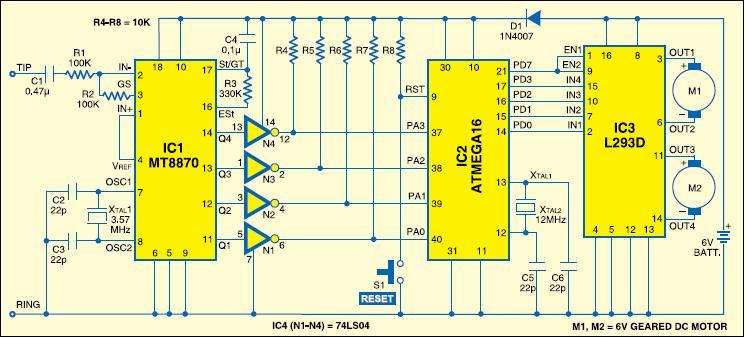 R4–R8 = 10K
C4
0.1µ
R4
R5
R6
R7
R8
D1
1N4007
TIP
C1
0.47µ
R1
100K
R2
100K
IN-
2
GS
3
IN+
1
4
VREF
OSC1
7
8
OSC2
18
10
17
St/GT
R3
330K
16
ESt
14
Q4
13
Q3
12
Q2
11
Q1
IC1
MT8870
6
5
9
C2
22p
C3
22p
XTAL1
3.57
MHz
13
14
12
N4
1
2
N3
3
4
N2
5
6
N1
7
RST
9
PA3
37
PA2
38
PA1
39
PA0
40
S1
RESET
30
10
IC2
ATMEGA16
21
PD7
17
PD3
16
PD2
15
PD1
14
PD0
13
XTAL1
XTAL2
12MHz
12
31
11
C5
22p
C6
22p
EN1
EN2
IN4
IN3
IN2
IN1
1
9
15
10
7
2
16
8
IC3
L293D
3
6
11
14
4
5
12
13
OUT1
+
M1
–
OUT2
OUT3
+
M2
–
OUT4
+
6V
BATT.
RING
IC4 (N1–N4) = 74LS04
M1, M2 = 6V GEARED DC MOTOR